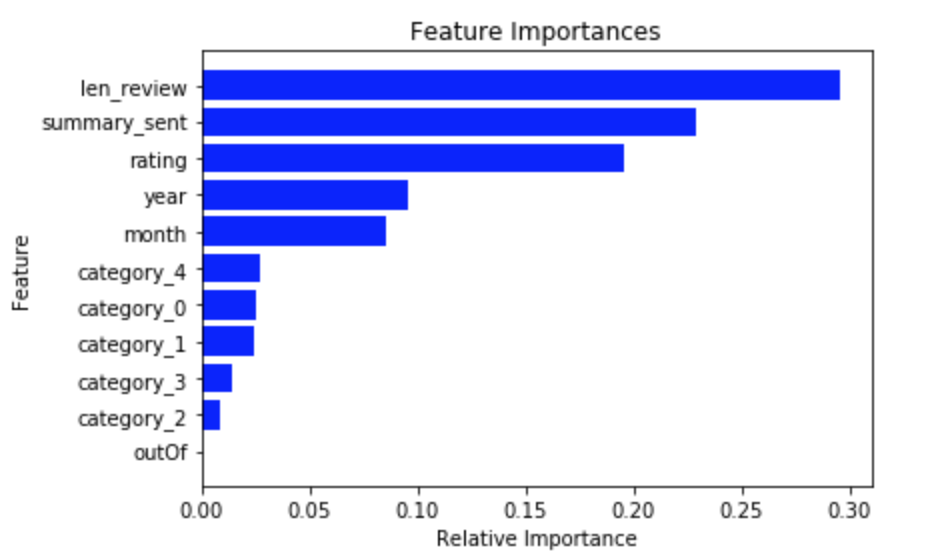 Feature Importances
len_review
summary_sent
rating
year
month
category_4
category_0
category_1
category_3
category_2
outOf
Feature
0.00 0.05 0.10 0.15 0.20 0.25 0.30
Relative Importance